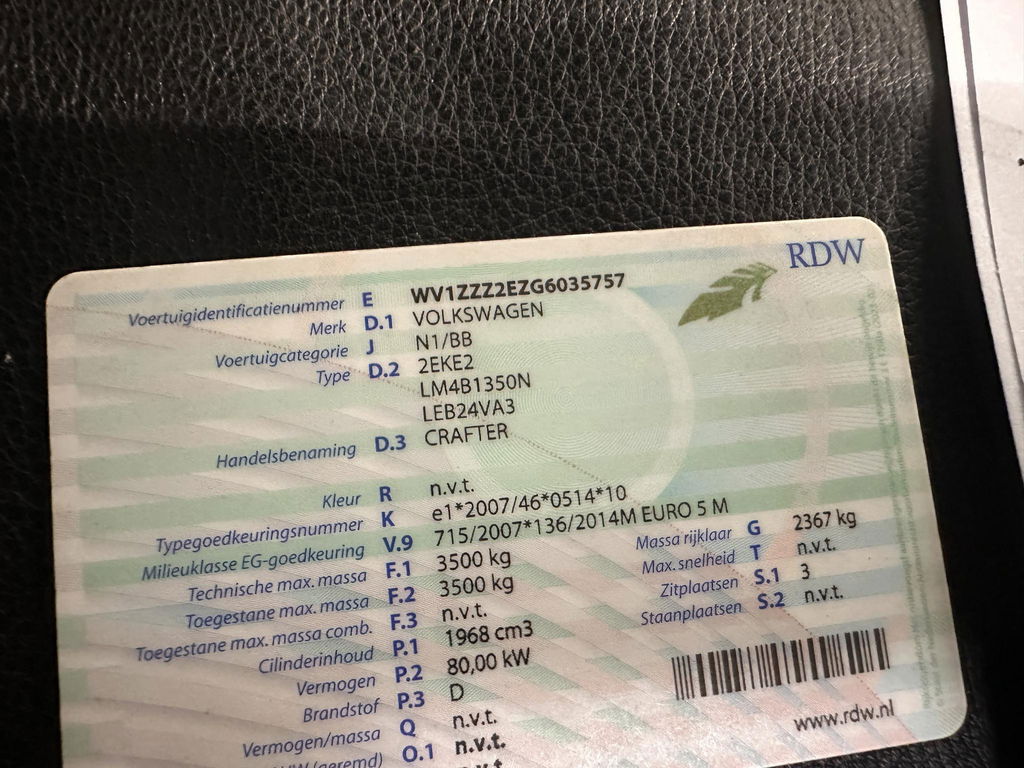 RDW
Voertuigidentificatienummer E WV1ZZZ2EZG6035757
Merk D.1 VOLKSWAGEN
Voertuigcategorie J N1/BB
Type D.2 2EKE2
LM4B1350N
LEB24VA3
Handelsbenaming D.3 CRAFTER
Kleur R n.v.t.
Typegoedkeuringsnummer K e1*2007/46*0514*10
Milieuklasse EG-goedkeuring V.9 715/2007*136/2014M EURO 5 M
Technische max. massa F.1 3500 kg
Toegestane max. massa F.2 3500 kg
Toegestane max. massa comb. F.3 n.v.t.
Cilinderinhoud P.1 1968 cm3
Vermogen P.2 80,00 kW
Brandstof P.3 D
Vermogen/massa Q n.v.t.
(geremd) O.1 n.v.t.
Massa rijklaar G 2367 kg
Max. snelheid T n.v.t.
Zitplaatsen S.1 3
Staanplaatsen S.2 n.v.t.
www.rdw.nl